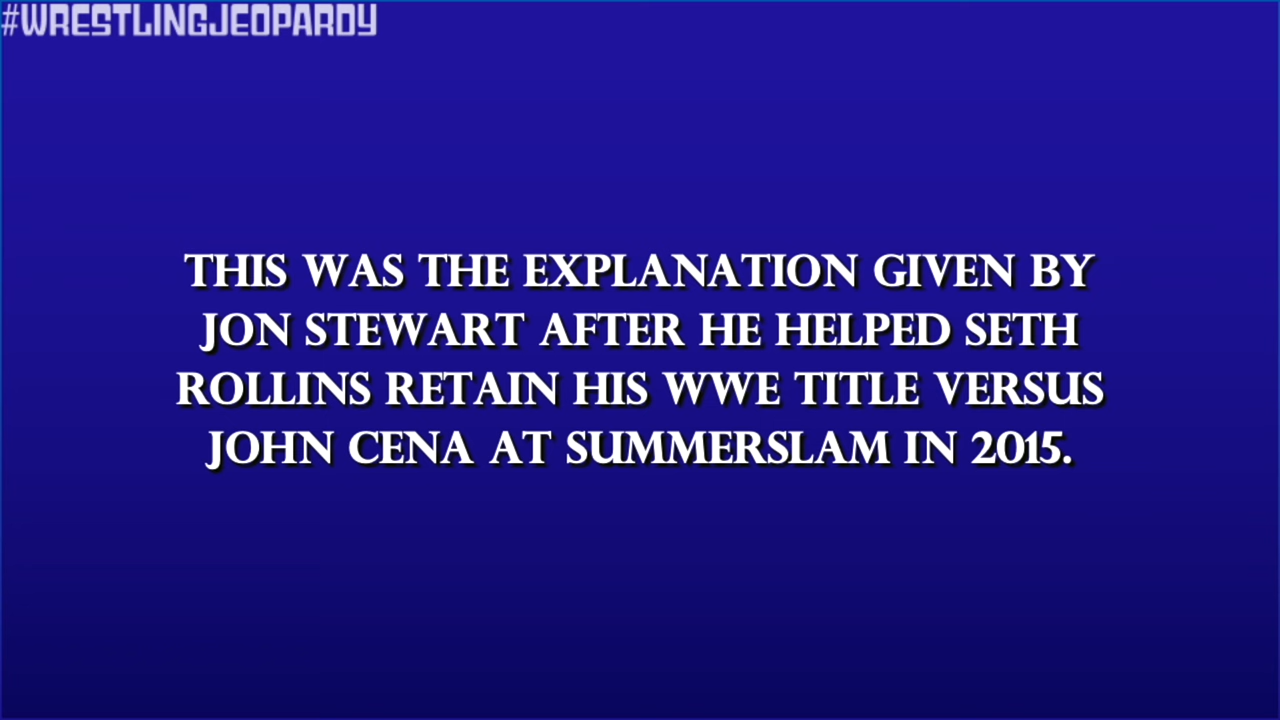 #WRESTLINGJEOPARDY
THIS WAS THE EXPLANATION GIVEN BY
JON STEWART AFTER HE HELPED SETH
ROLLINS RETAIN HIS WWE TITLE VERSUS
JOHN CENA AT SUMMERSLAM IN 2015.